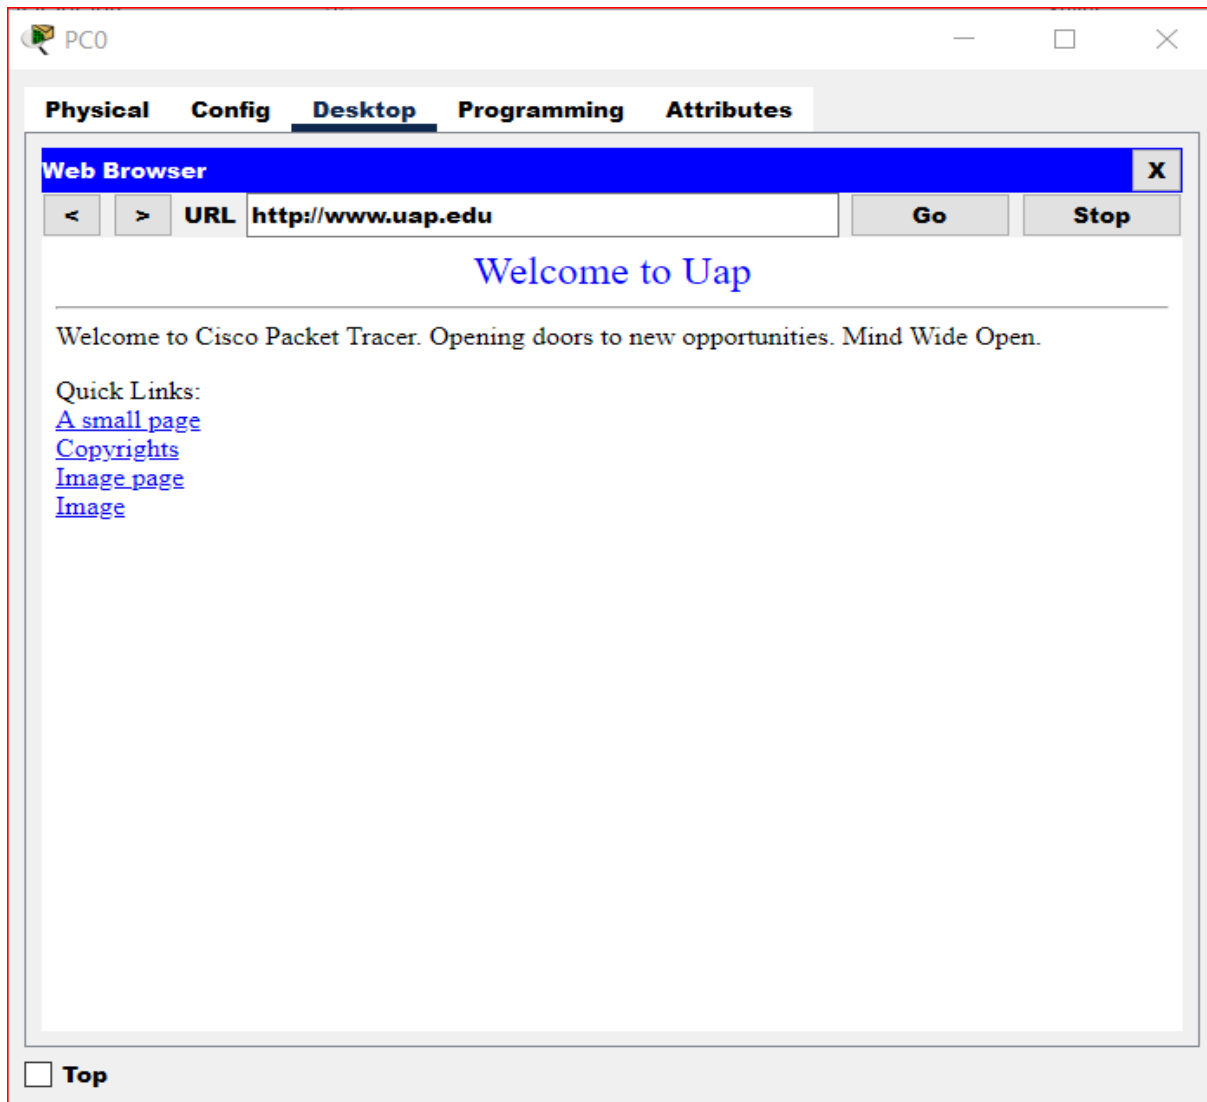 PC0
Physical Config Desktop Programming Attributes
Web Browser X
< > URL http://www.uap.edu Go Stop
Welcome to Uap
Welcome to Cisco Packet Tracer. Opening doors to new opportunities. Mind Wide Open.
Quick Links:
A small page
Copyrights
Image page
Image
Top